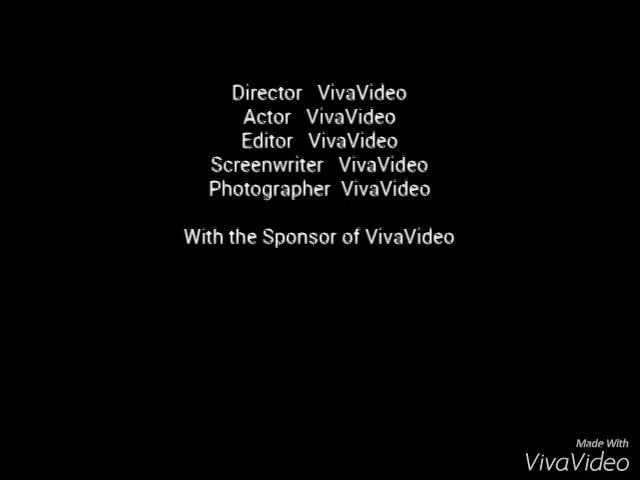 Director VivaVideo
Actor VivaVideo
Editor VivaVideo
Screenwriter VivaVideo
Photographer VivaVideo
With the Sponsor of VivaVideo
Made With
VivaVideo